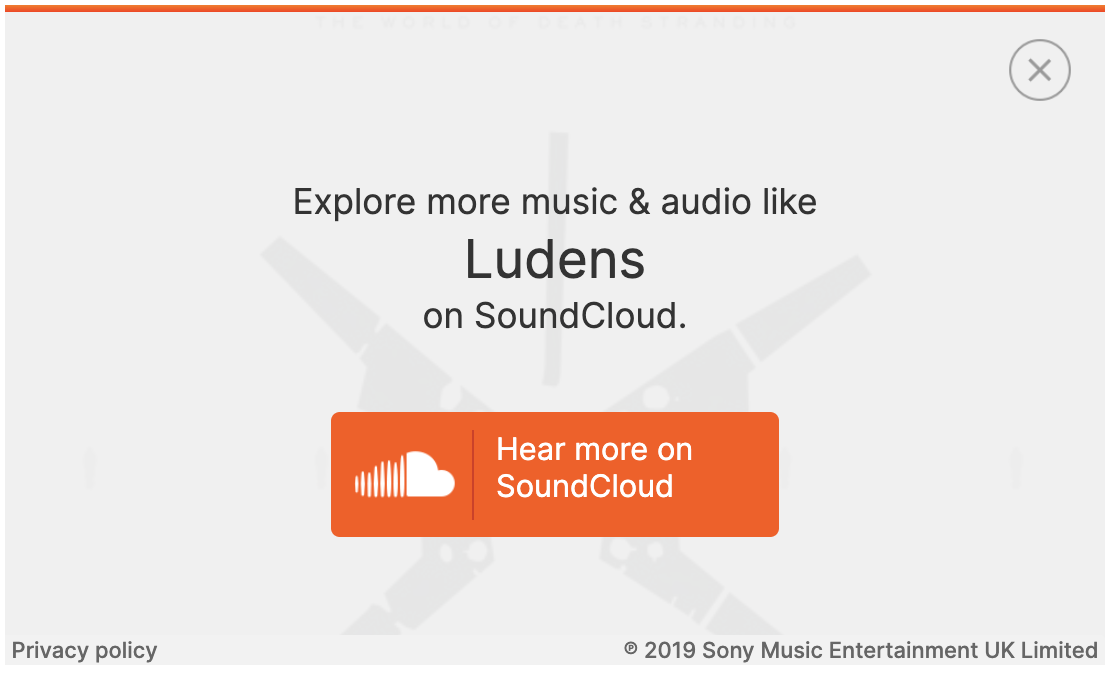 THE WORLD OF DEATH STRANDING
Explore more music & audio like
Ludens
on SoundCloud.
Hear more on
SoundCloud
Privacy policy
℗ 2019 Sony Music Entertainment UK Limited